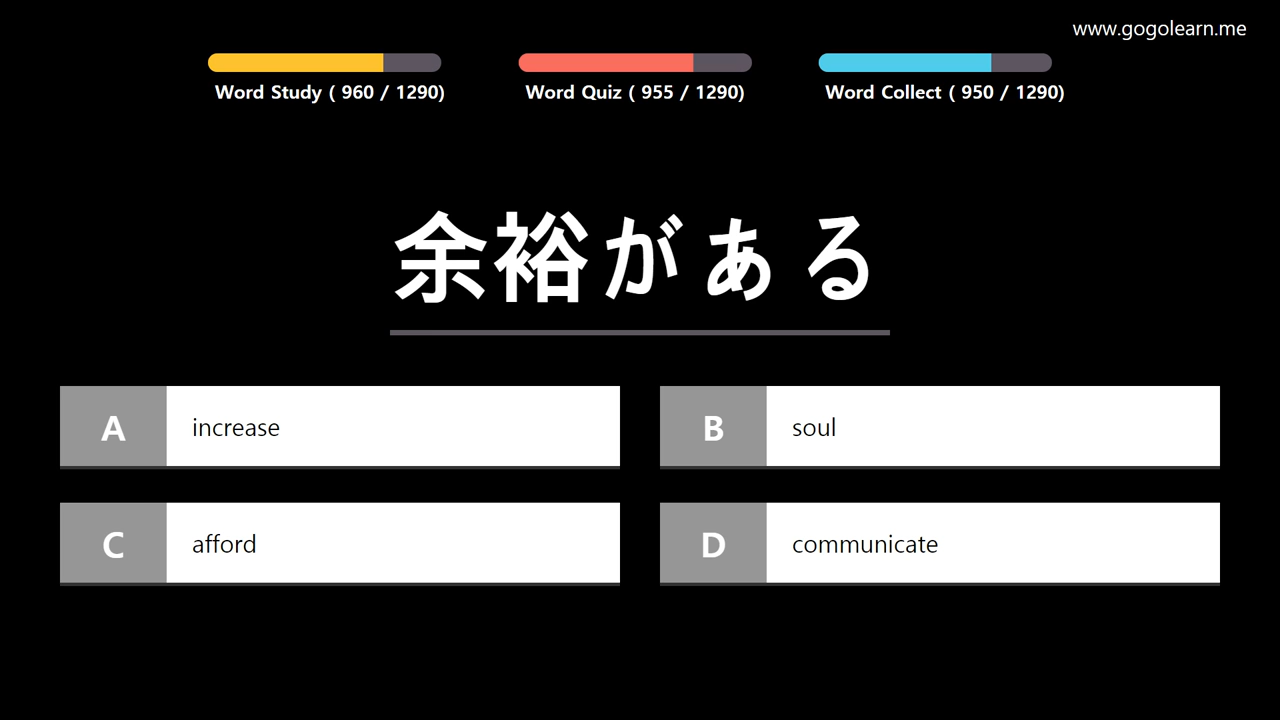 www.gogolearn.me
Word Study ( 960 / 1290)
Word Quiz ( 955 / 1290)
Word Collect ( 950 / 1290)
余裕がある
A increase
B soul
C afford
D communicate